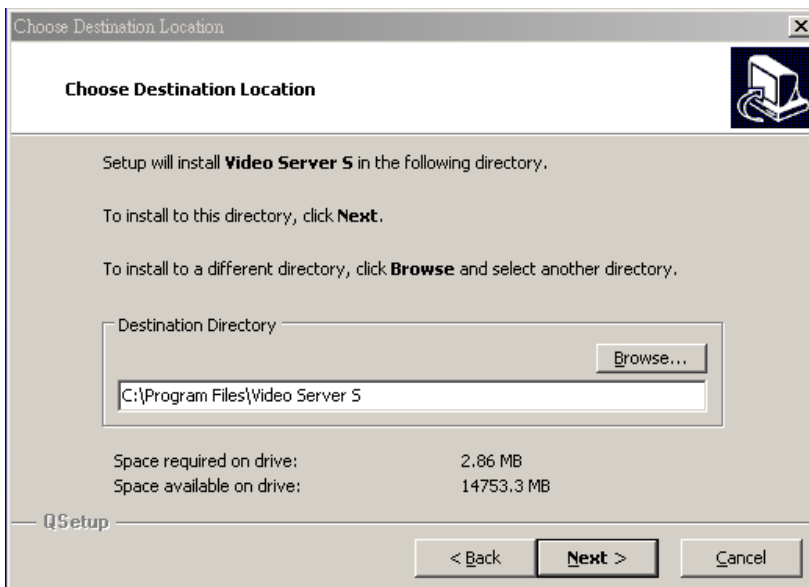 Choose Destination Location
Choose Destination Location
Setup will install Video Server S in the following directory.
To install to this directory, click Next.
To install to a different directory, click Browse and select another directory.
Destination Directory
Browse...
C:\Program Files\Video Server S
Space required on drive: 2.86 MB
Space available on drive: 14753.3 MB
QSetup
< Back Next > Cancel